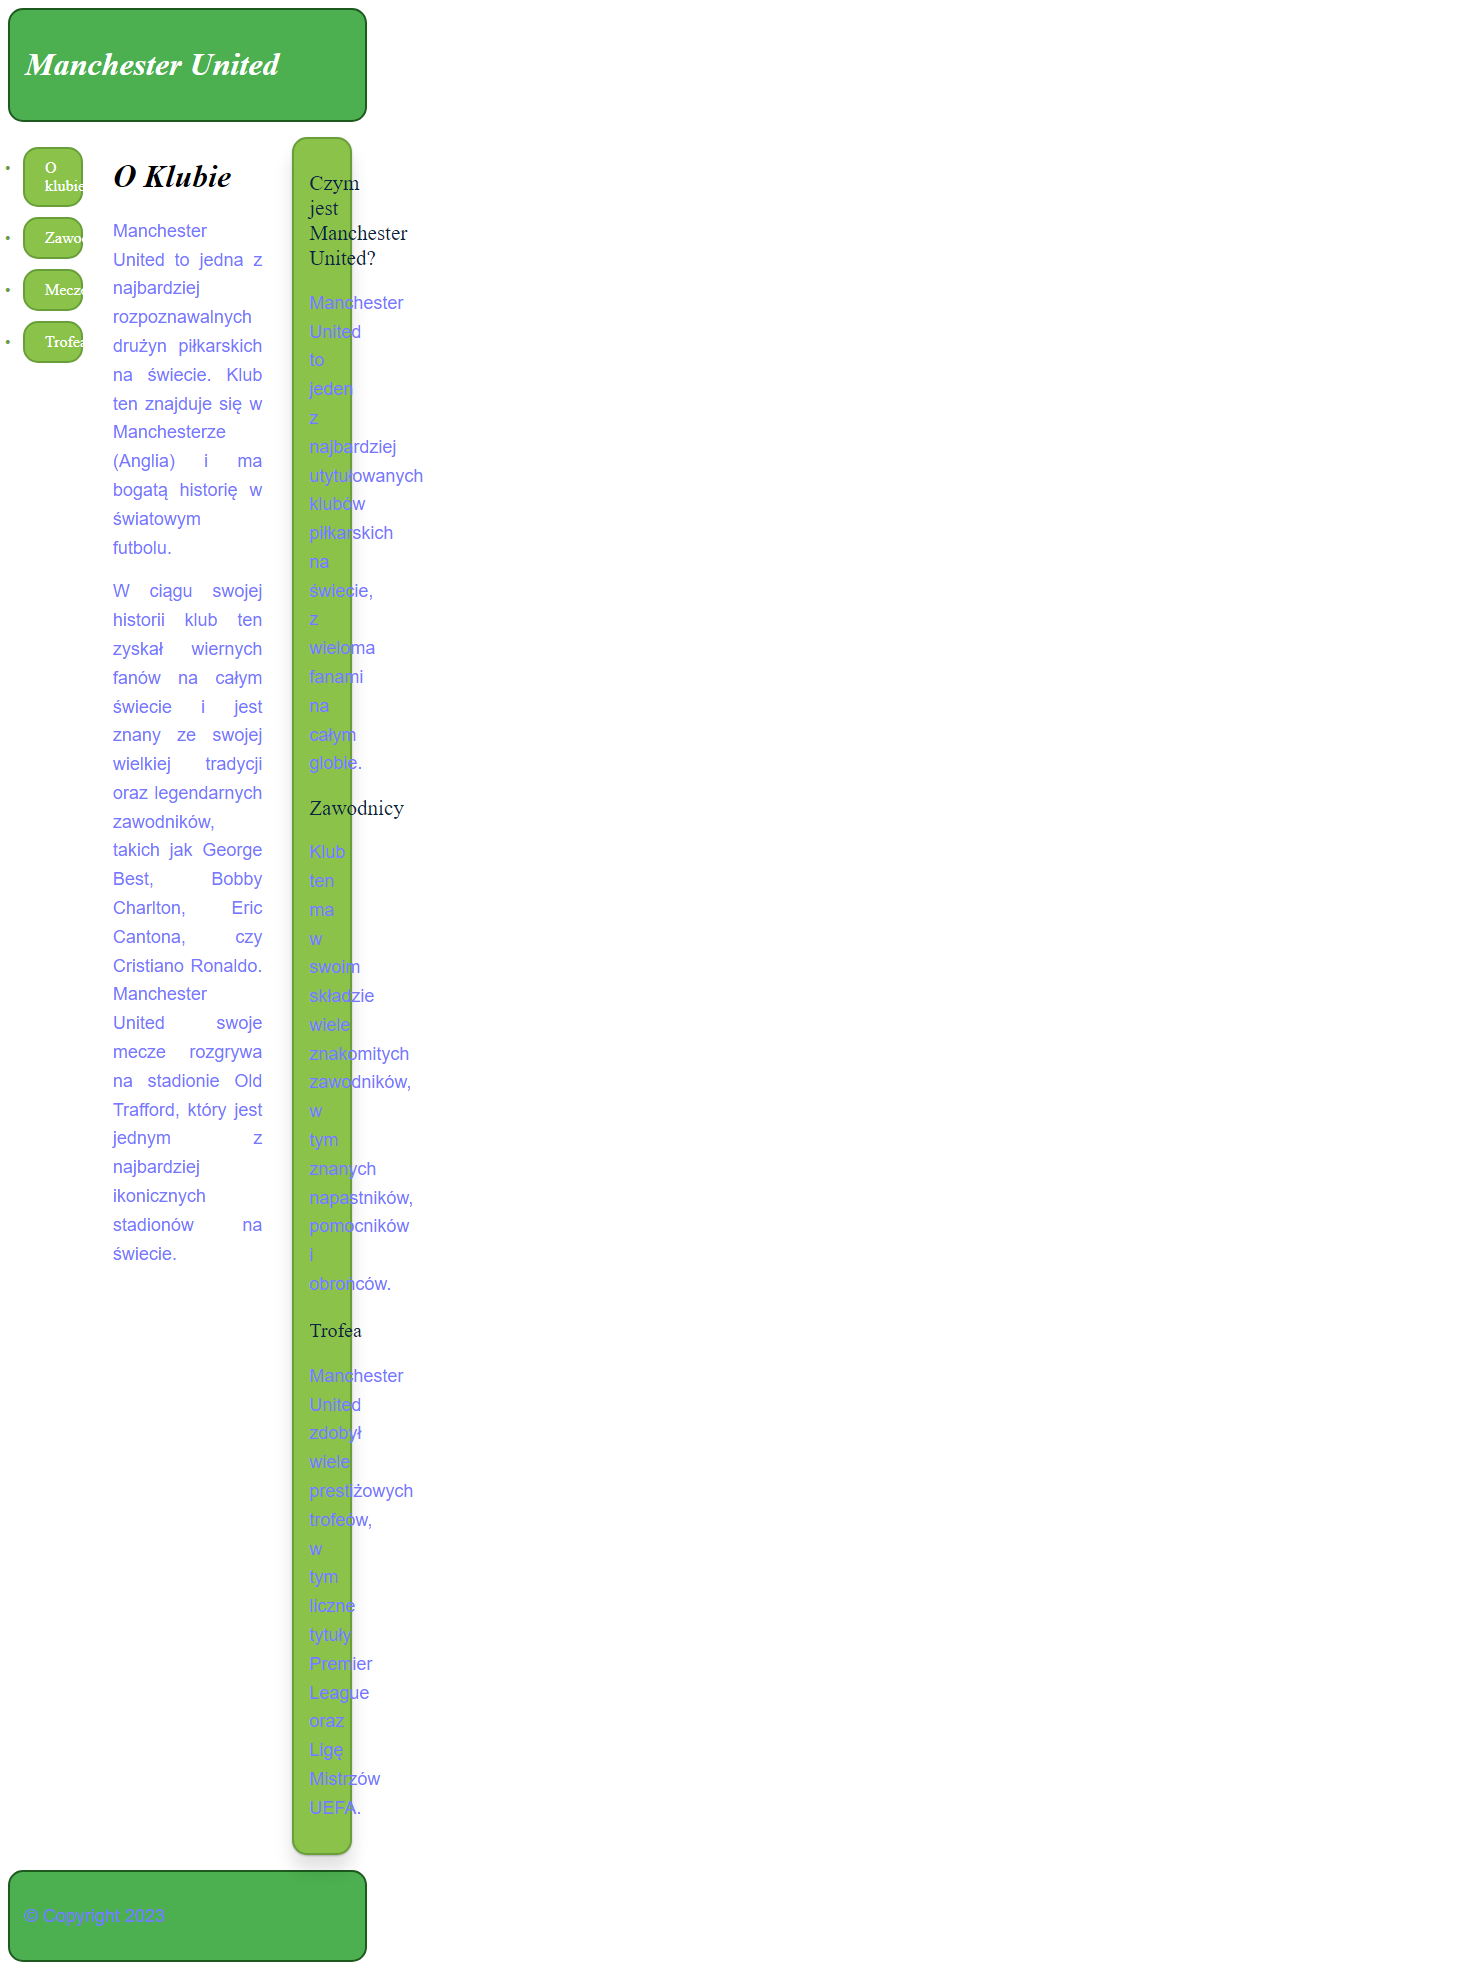 Manchester United
O
klubie
Zawod
Mecze
Trofea
O Klubie
Manchester
United to jedna z
najbardziej
rozpoznawalnych
drużyn piłkarskich
na świecie. Klub
ten znajduje się w
Manchesterze
(Anglia) i ma
bogatą historię w
światowym
futbolu.
W ciągu swojej
historii klub ten
zyskał wiernych
fanów na całym
świecie i jest
znany ze swojej
wielkiej tradycji
oraz legendarnych
zawodników,
takich jak George
Best, Bobby
Charlton, Eric
Cantona, czy
Cristiano Ronaldo.
Manchester
United swoje
mecze rozgrywa
na stadionie Old
Trafford, który jest
jednym z
najbardziej
ikonicznych
stadionów na
świecie.
Czym
jest
Manchester
United?
Manchester
United
to
jeden
z
najbardziej
utytułowanych
klubów
piłkarskich
na
świecie,
z
wieloma
fanami
na
całym
globie.
Zawodnicy
Klub
ten
ma
w
swoim
składzie
wiele
znakomitych
zawodników,
w
tym
znanych
napastników,
pomocników
i
obrońców.
Trofea
Manchester
United
zdobył
wiele
prestiżowych
trofeów,
w
tym
liczne
tytuły
Premier
League
oraz
Ligę
Mistrzów
UEFA.
© Copyright 2023